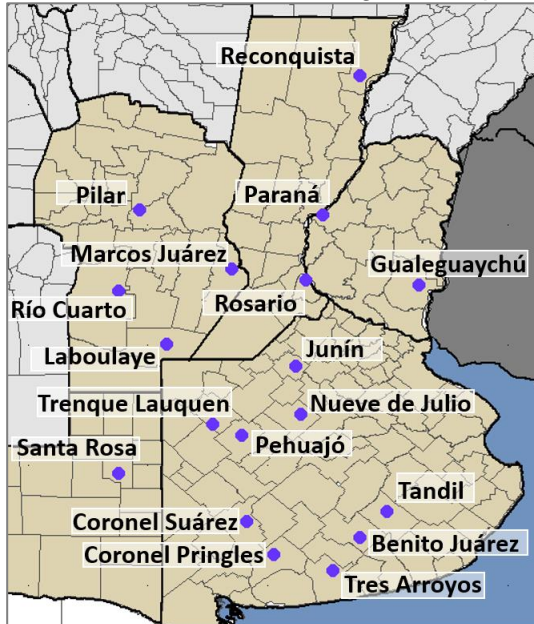 Reconquista
Pilar
Paraná
Marcos Juárez
Gualeguaychú
Río Cuarto
Rosario
Laboulaye
Junín
Trenque Lauquen
Nueve de Julio
Pehuajó
Santa Rosa
Tandil
Coronel Suárez
Benito Juárez
Coronel Pringles
Tres Arroyos